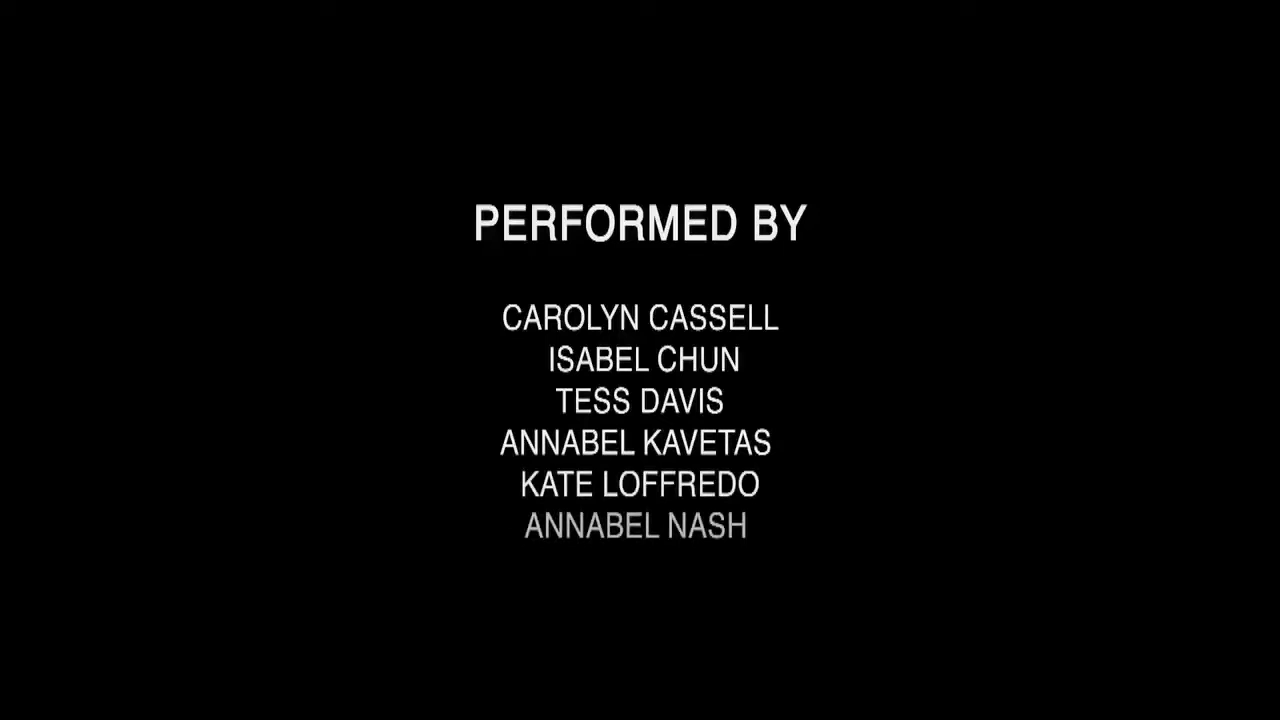 PERFORMED BY
CAROLYN CASSELL
ISABEL CHUN
TESS DAVIS
ANNABEL KAVETAS
KATE LOFFREDO
ANNABEL NASH